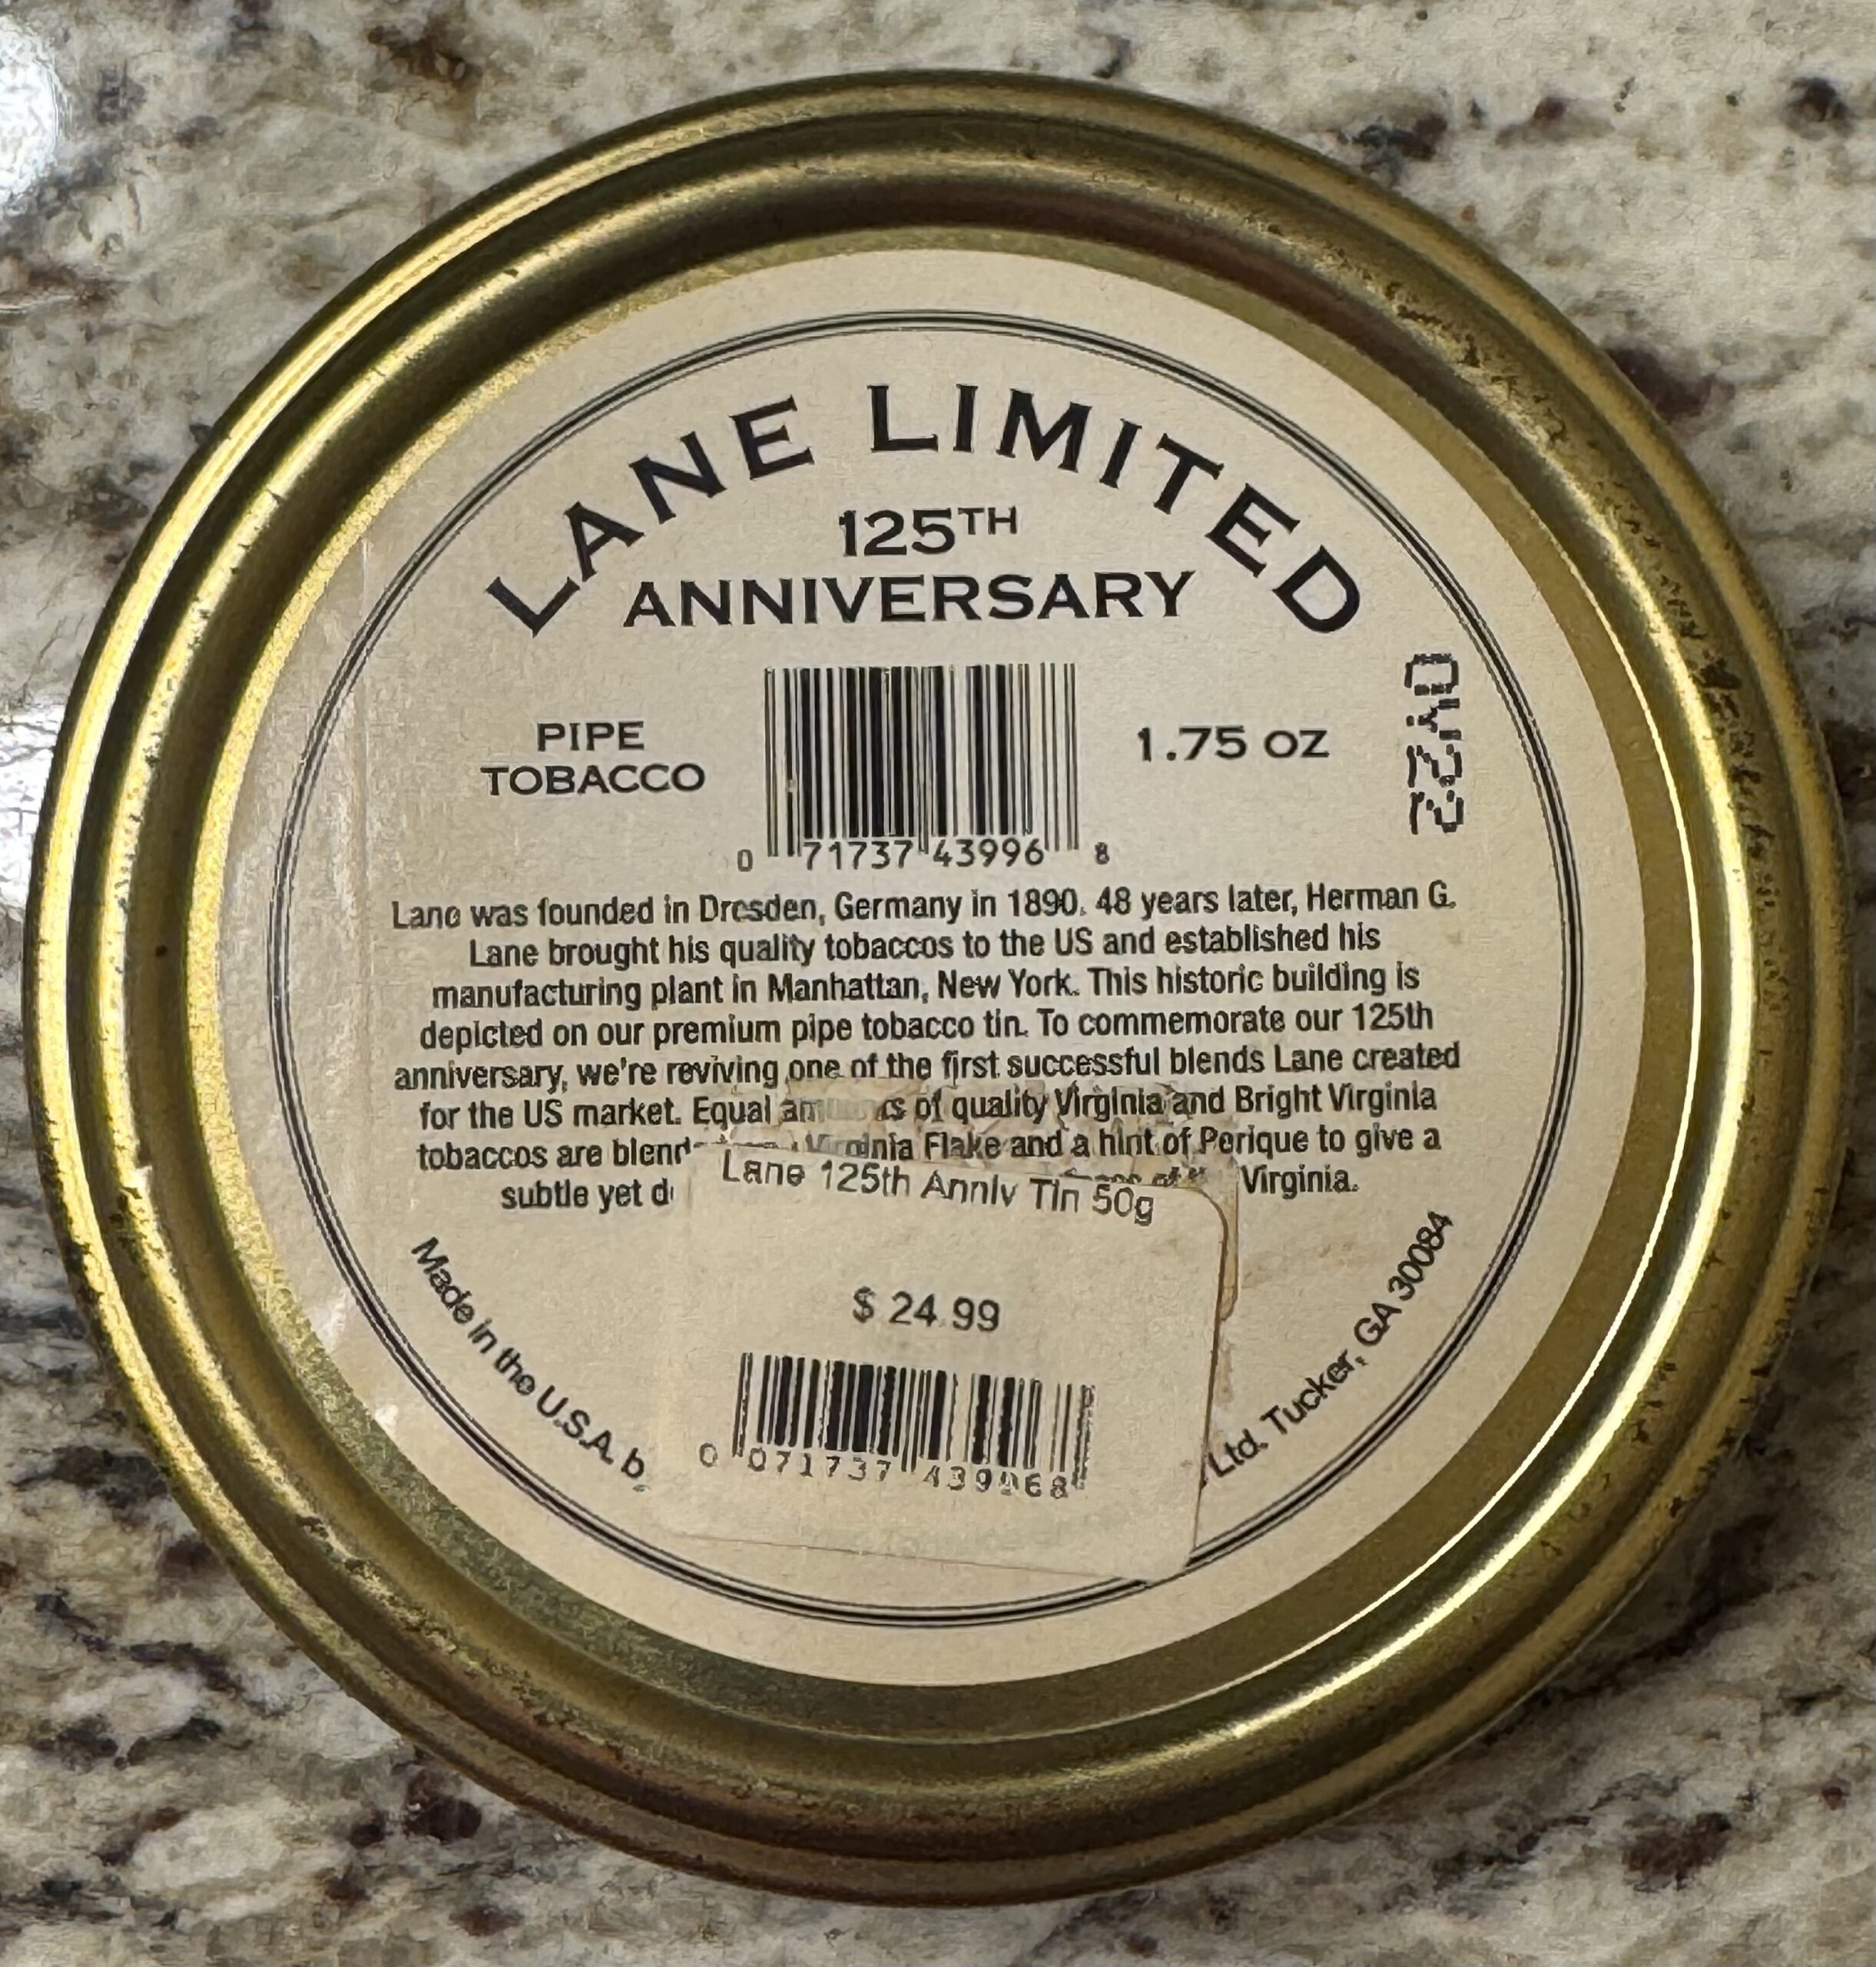 LANE LIMITED
125TH
ANNIVERSARY
PIPE
TOBACCO
1.75 OZ
0 71737 43996 8
Lane was founded in Dresden, Germany in 1890. 48 years later, Herman G.
Lane brought his quality tobaccos to the US and established his
manufacturing plant in Manhattan, New York. This historic building is
depicted on our premium pipe tobacco tin. To commemorate our 125th
anniversary, we're reviving one of the first successful blends Lane created
for the US market. Equal of quality Virginia and Bright Virginia
tobaccos are Virginia Flake and a hint of Perique to give a
subtle yet Virginia.
Lane 125th Anniv Tin 50g
$ 24.99
0 071737 439968
Made in the U.S.A.
Ltd. Tucker, GA 30084